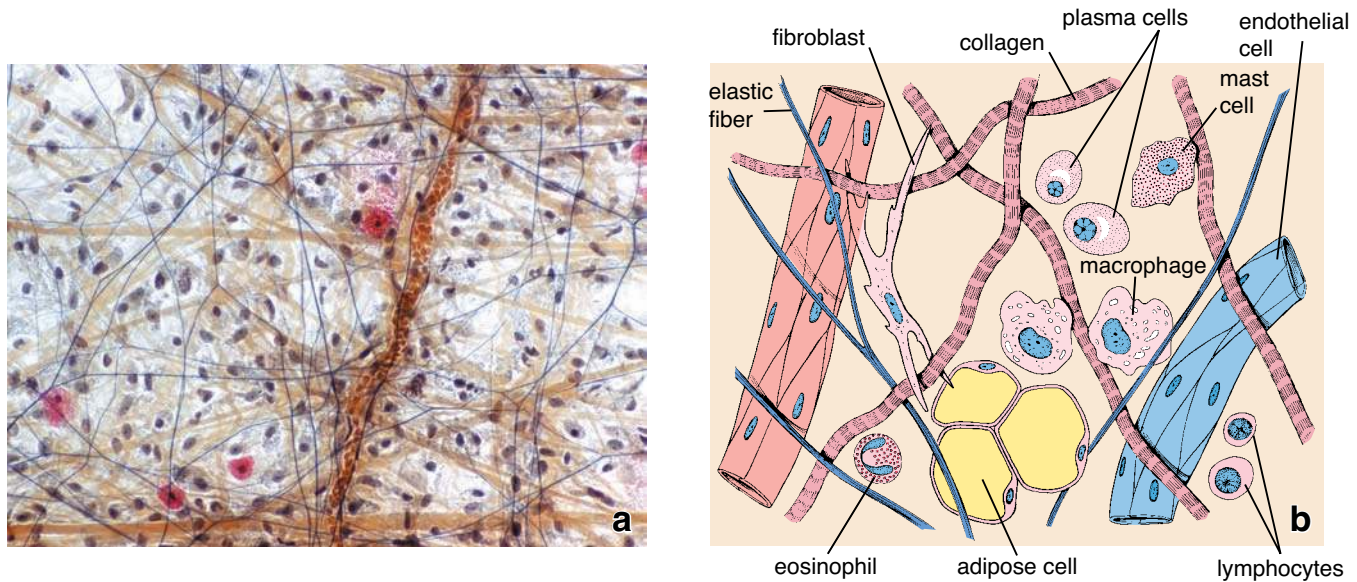 plasma cells
endothelial
cell
fibroblast
collagen
mast
cell
elastic
fiber
macrophage
a
b
eosinophil
adipose cell
lymphocytes